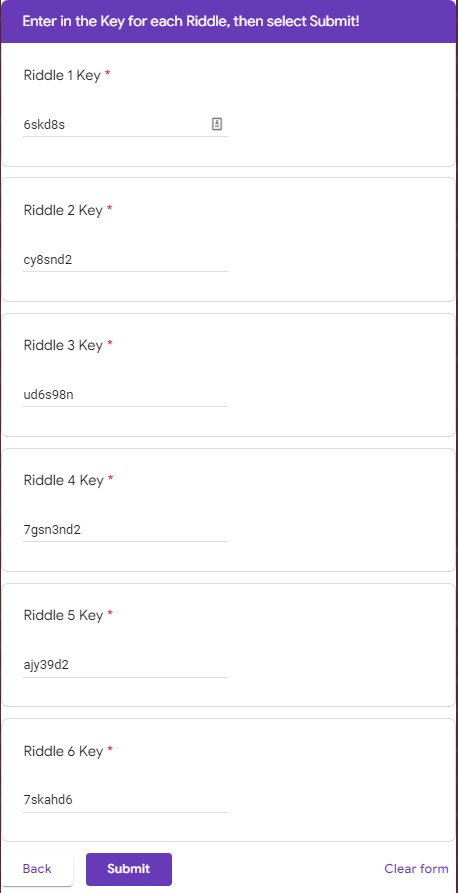 Enter in the Key for each Riddle, then select Submit!
Riddle 1 Key *
6skd8s
Riddle 2 Key *
cy8snd2
Riddle 3 Key *
ud6s98n
Riddle 4 Key *
7gsn3nd2
Riddle 5 Key *
ajy39d2
Riddle 6 Key *
7skahd6
Back Submit Clear form